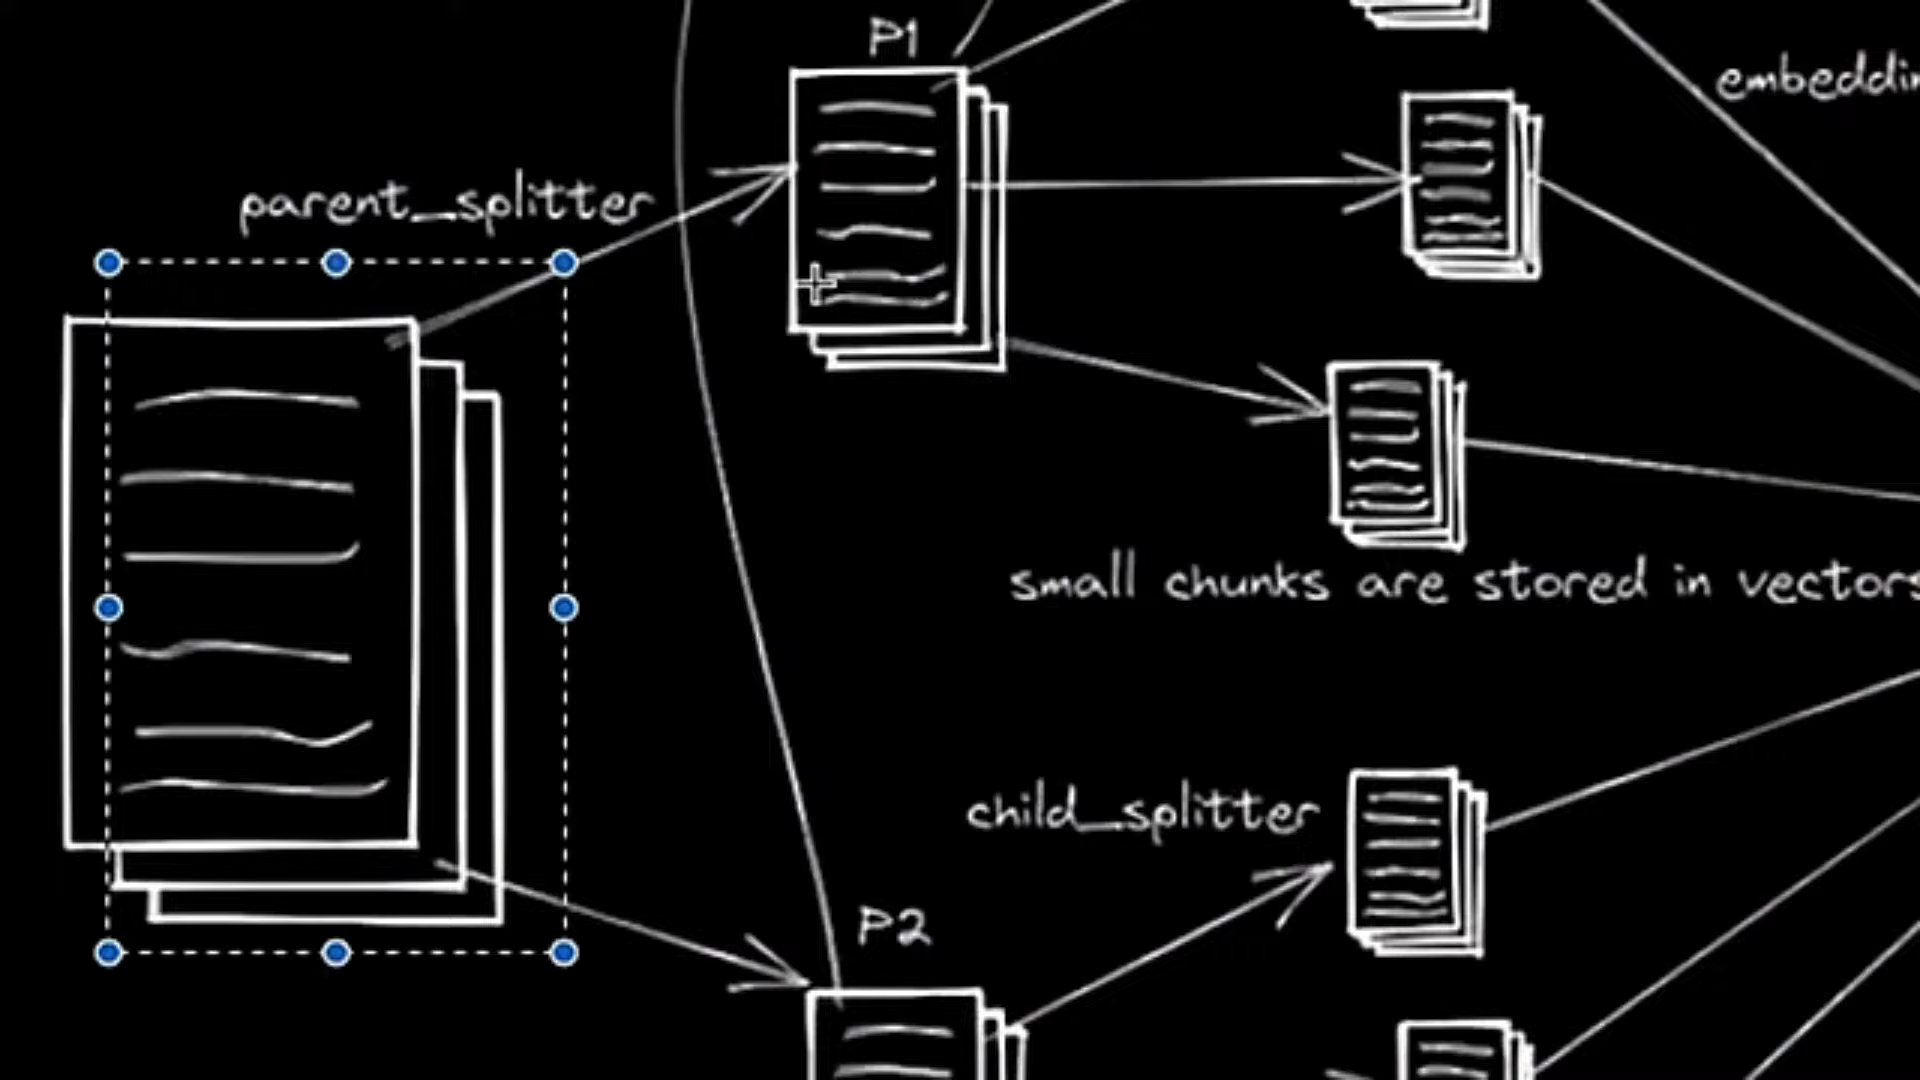 P1
embeddin
parent_splitter
small chunks are stored in vectors
child_splitter
P2